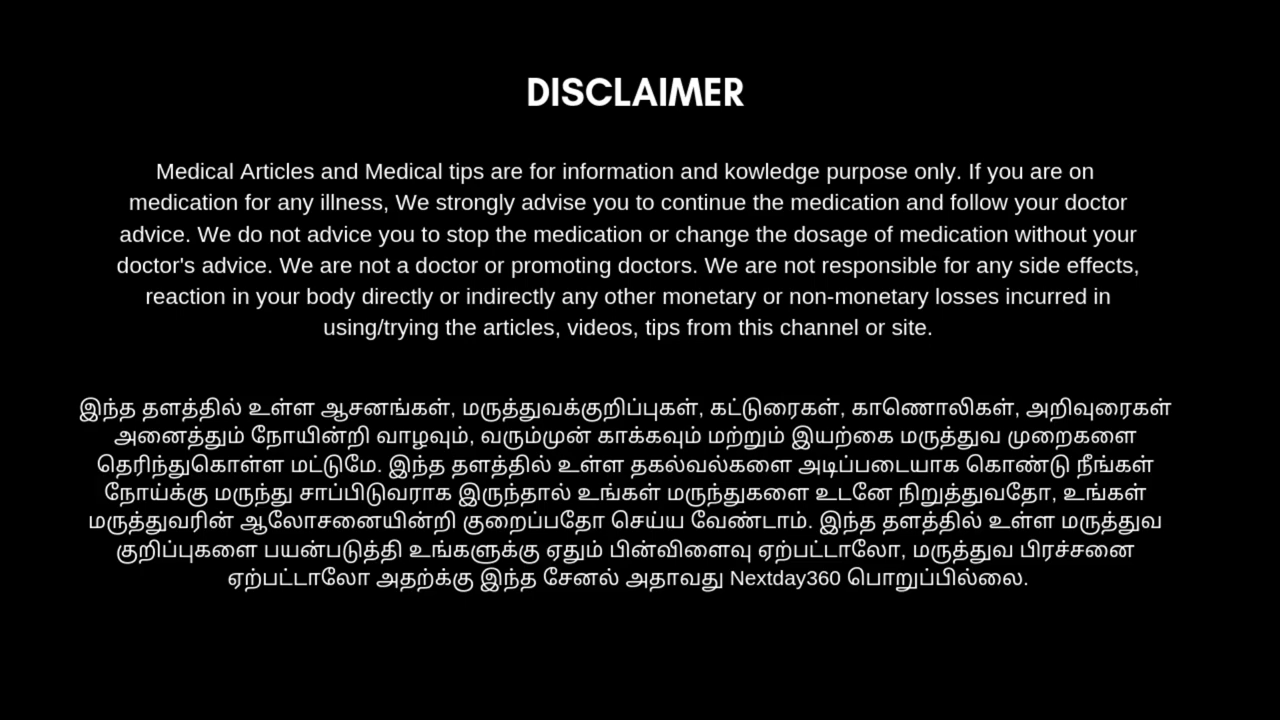 DISCLAIMER
Medical Articles and Medical tips are for information and kowledge purpose only. If you are on
medication for any illness, We strongly advise you to continue the medication and follow your doctor
advice. We do not advice you to stop the medication or change the dosage of medication without your
doctor's advice. We are not a doctor or promoting doctors. We are not responsible for any side effects,
reaction in your body directly or indirectly any other monetary or non-monetary losses incurred in
using/trying the articles, videos, tips from this channel or site.
இந்த தளத்தில் உள்ள ஆசனங்கள், மருத்துவக்குறிப்புகள், கட்டுரைகள், காணொலிகள், அறிவுரைகள்
அனைத்தும் நோயின்றி வாழவும், வரும்முன் காக்கவும் மற்றும் இயற்கை மருத்துவ முறைகளை
தெரிந்துகொள்ள மட்டுமே. இந்த தளத்தில் உள்ள தகல்வல்களை அடிப்படையாக கொண்டு நீங்கள்
நோய்க்கு மருந்து சாப்பிடுவராக இருந்தால் உங்கள் மருந்துகளை உடனே நிறுத்துவதோ, உங்கள்
மருத்துவரின் ஆலோசனையின்றி குறைப்பதோ செய்ய வேண்டாம். இந்த தளத்தில் உள்ள மருத்துவ
குறிப்புகளை பயன்படுத்தி உங்களுக்கு ஏதும் பின்விளைவு ஏற்பட்டாலோ, மருத்துவ பிரச்சனை
ஏற்பட்டாலோ அதற்க்கு இந்த சேனல் அதாவது Nextday360 பொறுப்பில்லை.